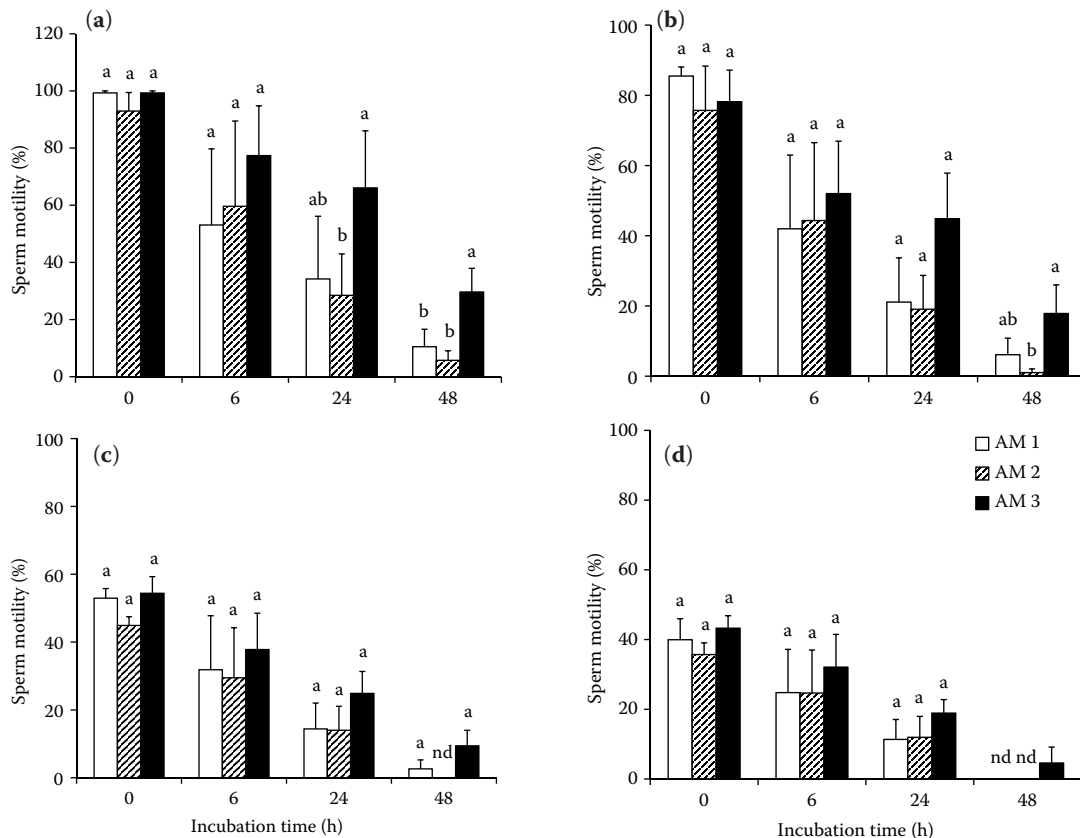 (a)
120
100
80
60
40
20
0
Sperm motility (%)
a a a
a a a
ab b a
b b a
0 6 24 48
(b)
100
80
60
40
20
0
Sperm motility (%)
a a a
a a a
a a a
ab b a
0 6 24 48
(c)
100
80
60
40
20
0
Sperm motility (%)
a a a
a a a
a a a
a nd a
0 6 24 48
Incubation time (h)
(d)
100
80
60
40
20
0
Sperm motility (%)
AM 1
AM 2
AM 3
a a a
a a a
a a a
nd nd
0 6 24 48
Incubation time (h)